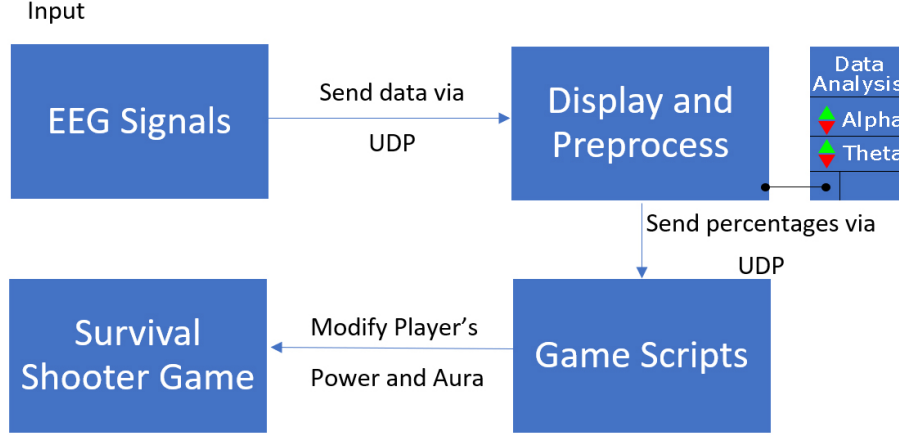 Input
EEG Signals
Send data via
UDP
Display and
Preprocess
Data
Analysis
Alpha
Theta
Send percentages via
UDP
Game Scripts
Modify Player’s
Power and Aura
Survival
Shooter Game